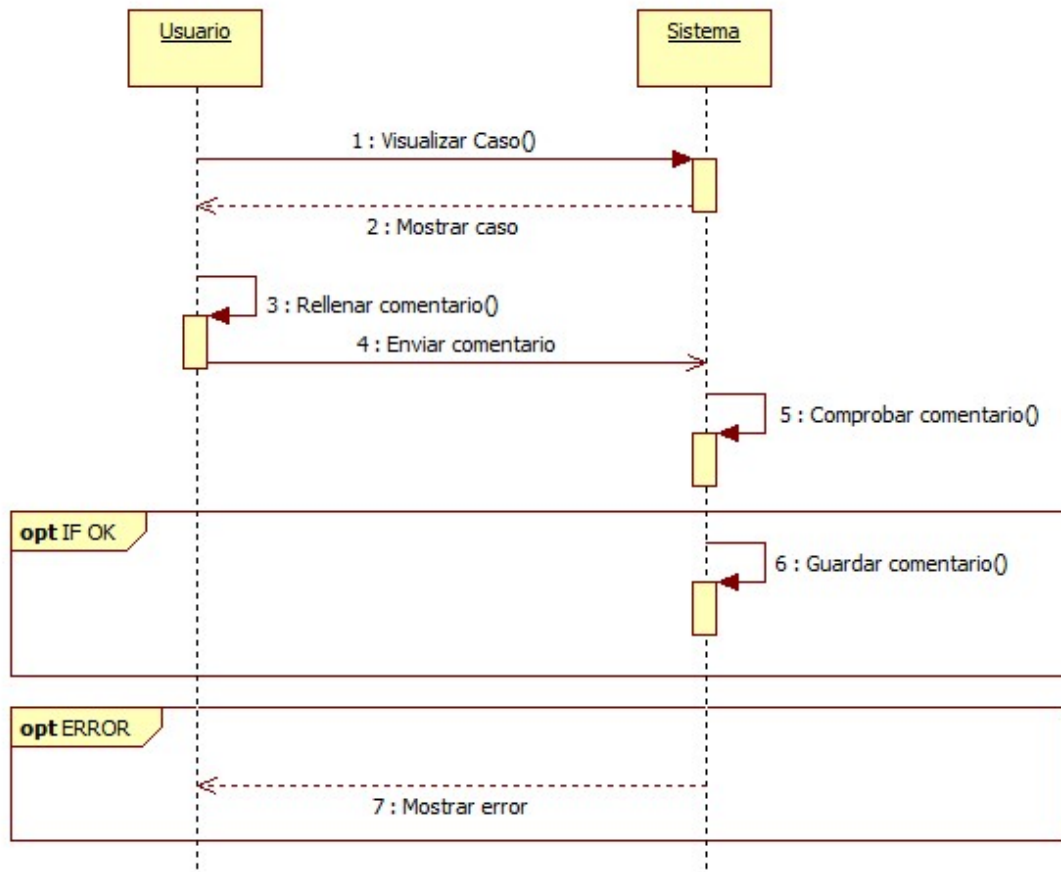 Usuario
Sistema
1 : Visualizar Caso()
2 : Mostrar caso
3 : Rellenar comentario()
4 : Enviar comentario
5 : Comprobar comentario()
opt IF OK
6 : Guardar comentario()
opt ERROR
7 : Mostrar error